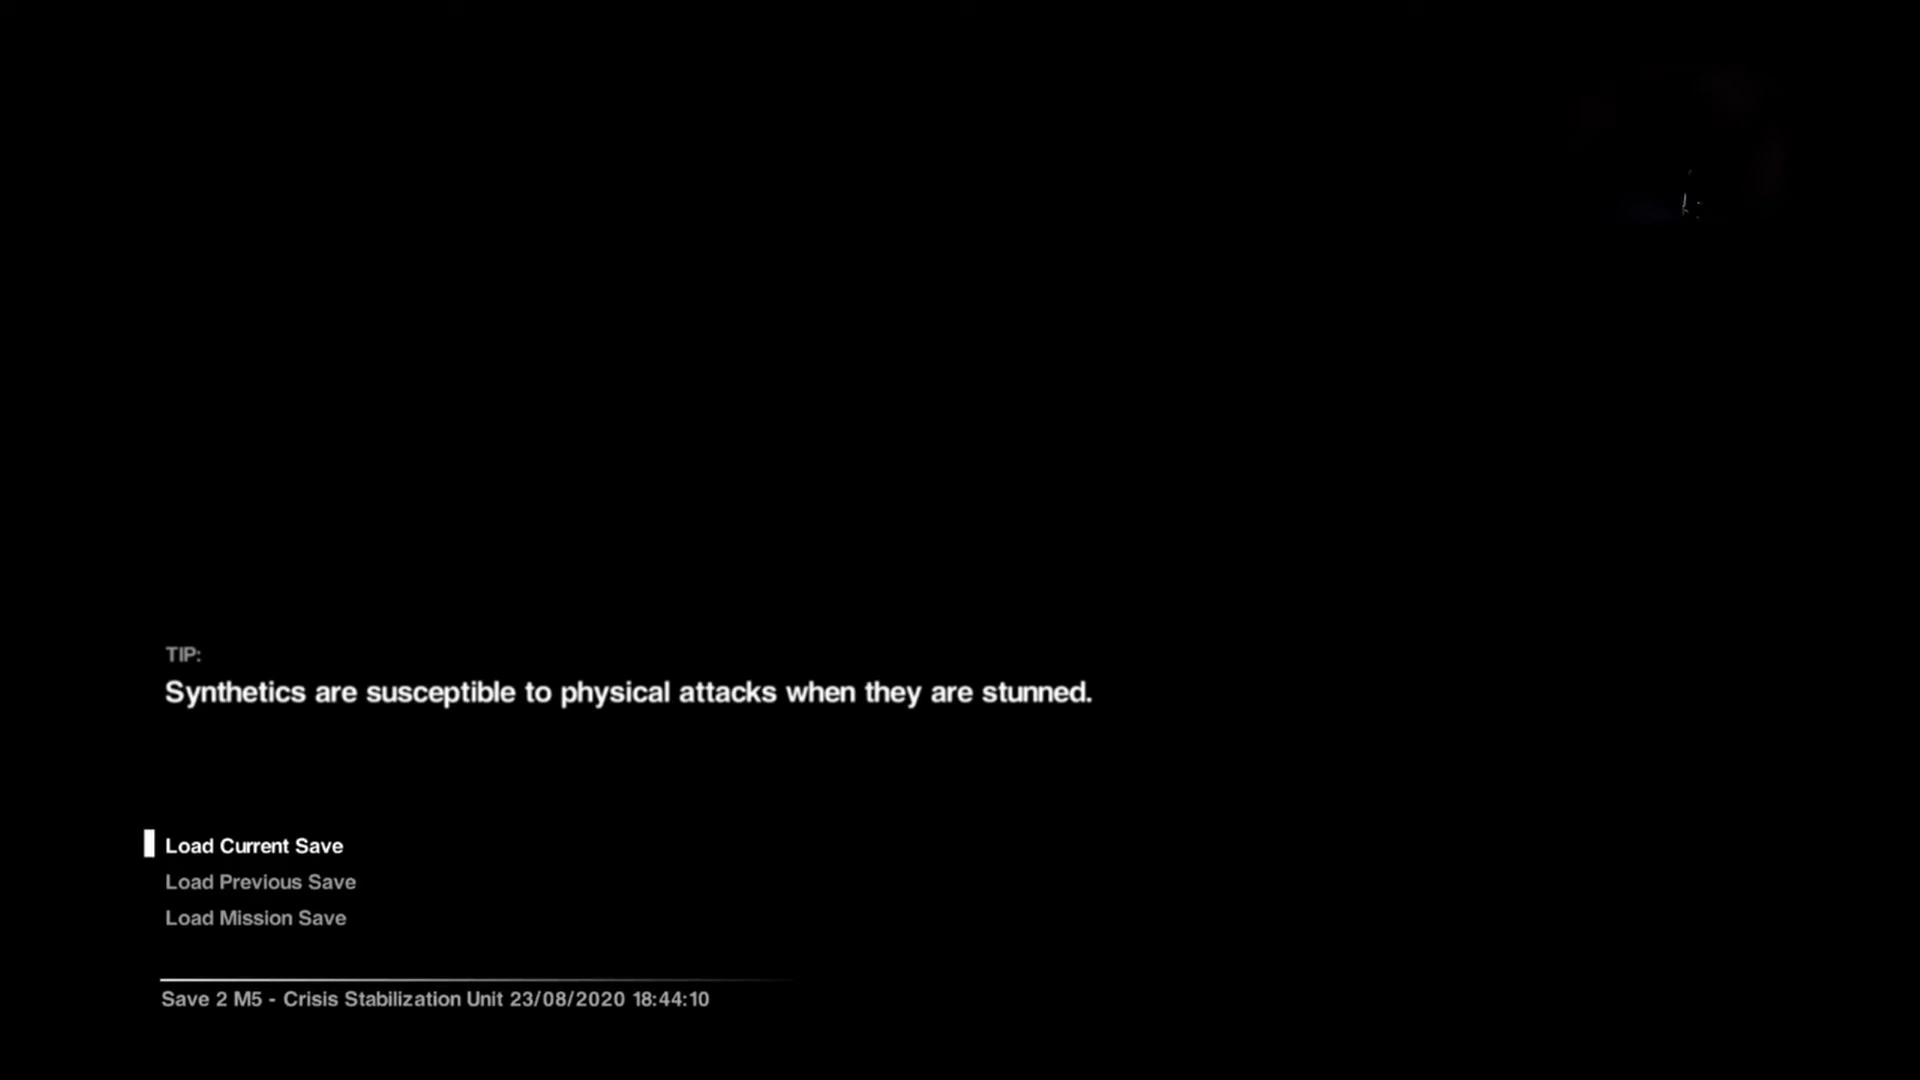 TIP:
Synthetics are susceptible to physical attacks when they are stunned.
Load Current Save
Load Previous Save
Load Mission Save
Save 2 M5 - Crisis Stabilization Unit 23/08/2020 18:44:10